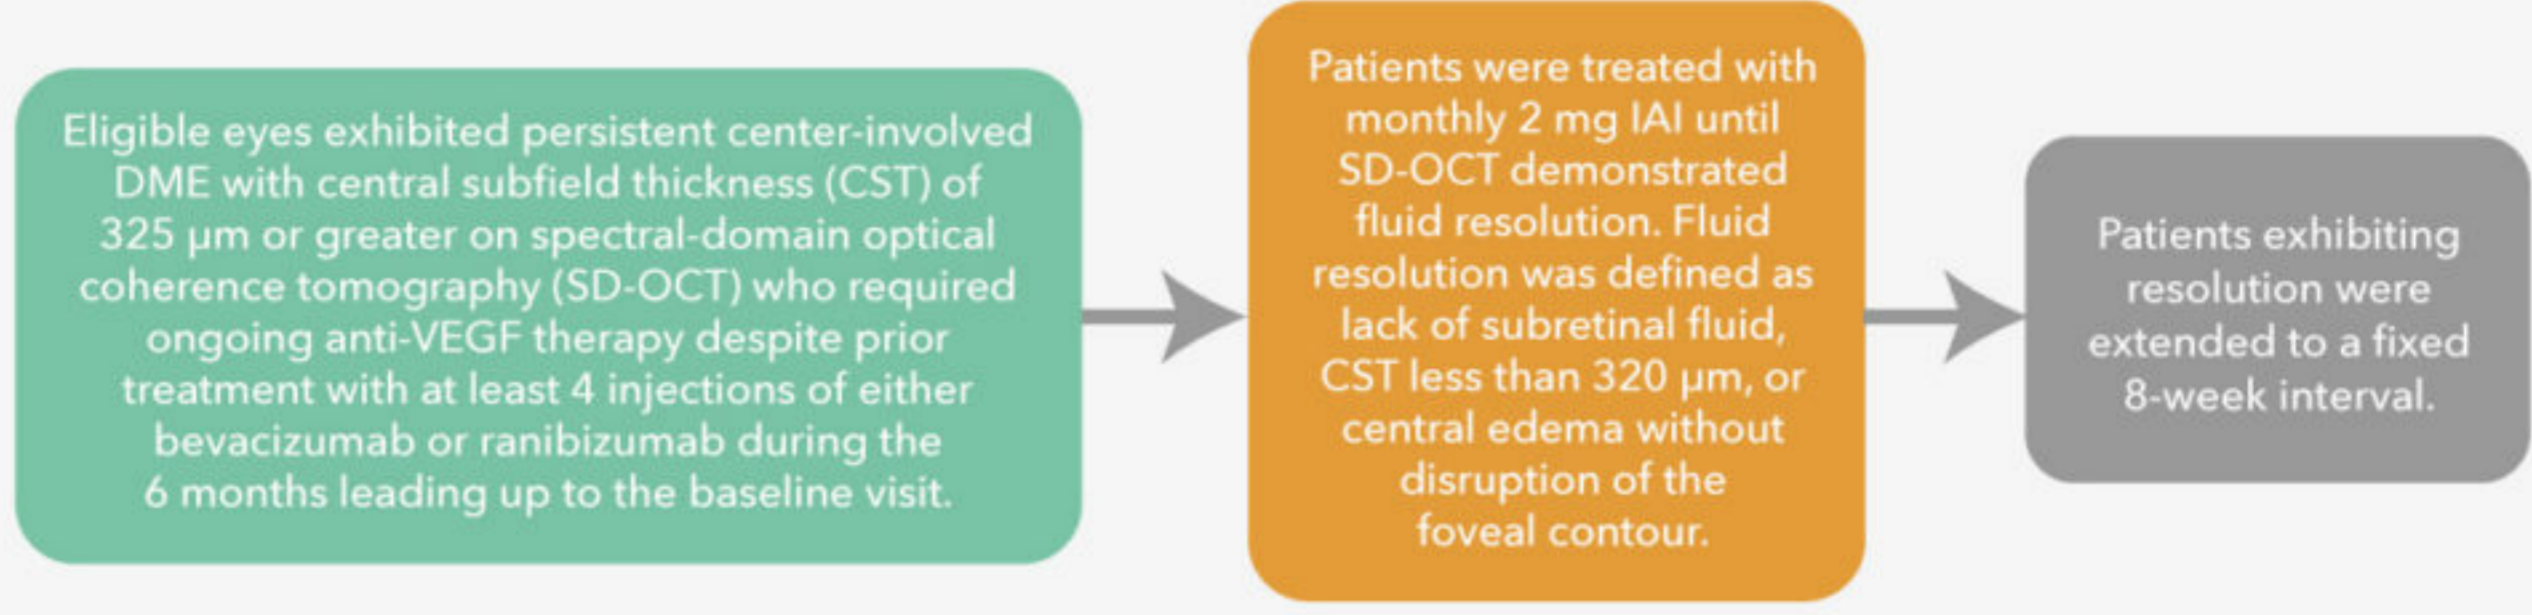 Eligible eyes exhibited persistent center-involved
DME with central subfield thickness (CST) of
325 µm or greater on spectral-domain optical
coherence tomography (SD-OCT) who required
ongoing anti-VEGF therapy despite prior
treatment with at least 4 injections of either
bevacizumab or ranibizumab during the
6 months leading up to the baseline visit.
Patients were treated with
monthly 2 mg IAI until
SD-OCT demonstrated
fluid resolution. Fluid
resolution was defined as
lack of subretinal fluid,
CST less than 320 µm, or
central edema without
disruption of the
foveal contour.
Patients exhibiting
resolution were
extended to a fixed
8-week interval.